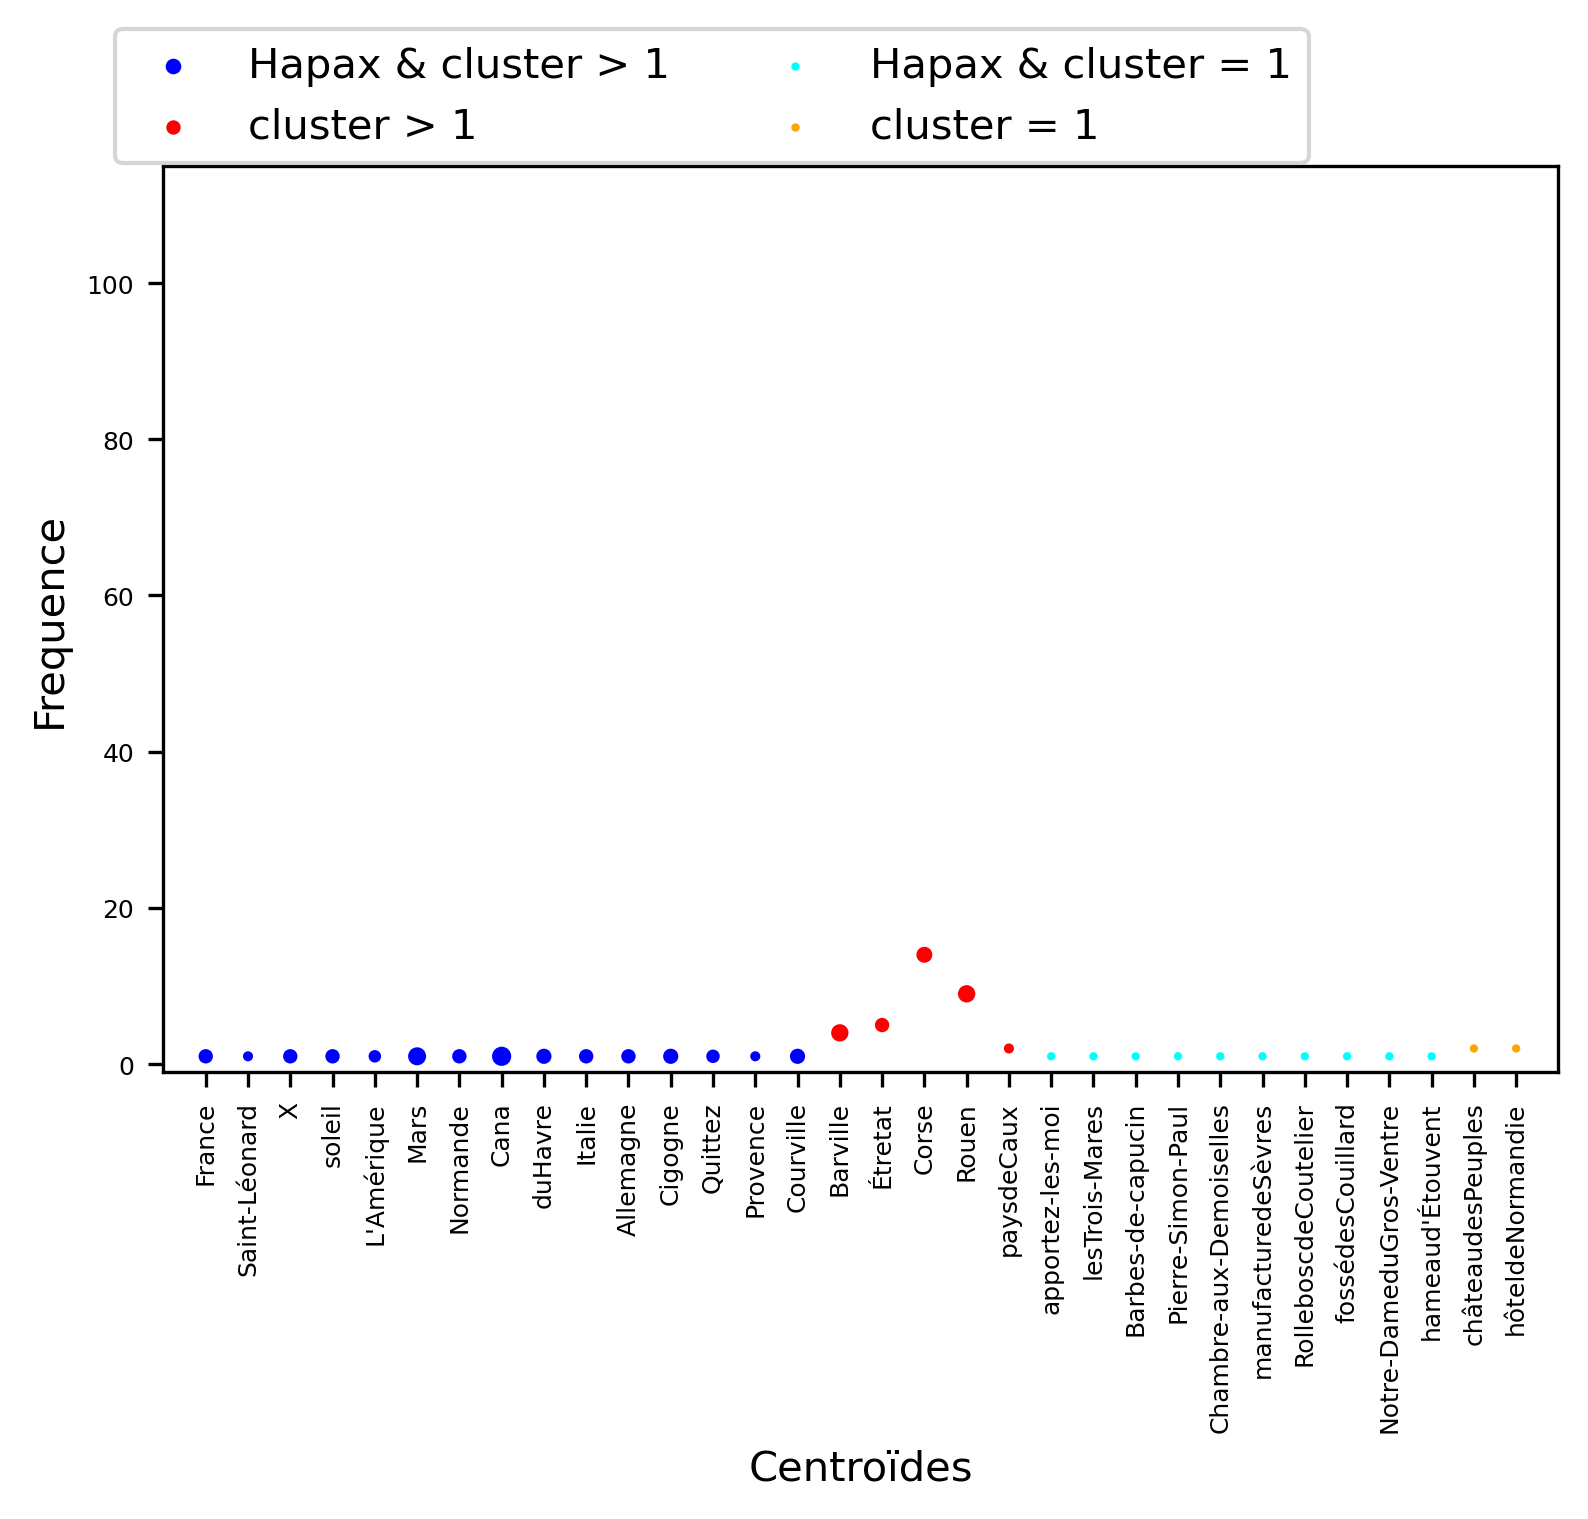 Hapax & cluster > 1
cluster > 1
Hapax & cluster = 1
cluster = 1
Frequence
100
80
60
40
20
0
France
Saint-Léonard
X
soleil
L'Amérique
Mars
Normande
Cana
duHavre
Italie
Allemagne
Cigogne
Quittez
Provence
Courville
Barville
Étretat
Corse
Rouen
paysdeCaux
apportez-les-moi
lesTrois-Mares
Barbes-de-capucin
Pierre-Simon-Paul
Chambre-aux-Demoiselles
manufacturedeSèvres
RolleboscdeCoutelier
fossédesCouillard
Notre-DameduGros-Ventre
hameaud'Étouvent
châteaudesPeuples
hôteldeNormandie
Centroïdes